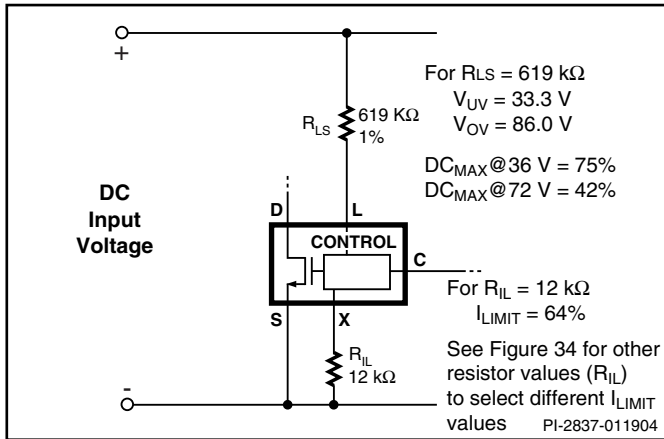 +
For RLS = 619 kΩ
VUV = 33.3 V
VOV = 86.0 V
RLS
619 KΩ
1%
DCMAX@36 V = 75%
DCMAX@72 V = 42%
DC
Input
Voltage
D
L
CONTROL
C
S
X
For RIL = 12 kΩ
ILIMIT = 64%
RIL
12 kΩ
See Figure 34 for other
resistor values (RIL)
to select different ILIMIT
values
PI-2837-011904
-